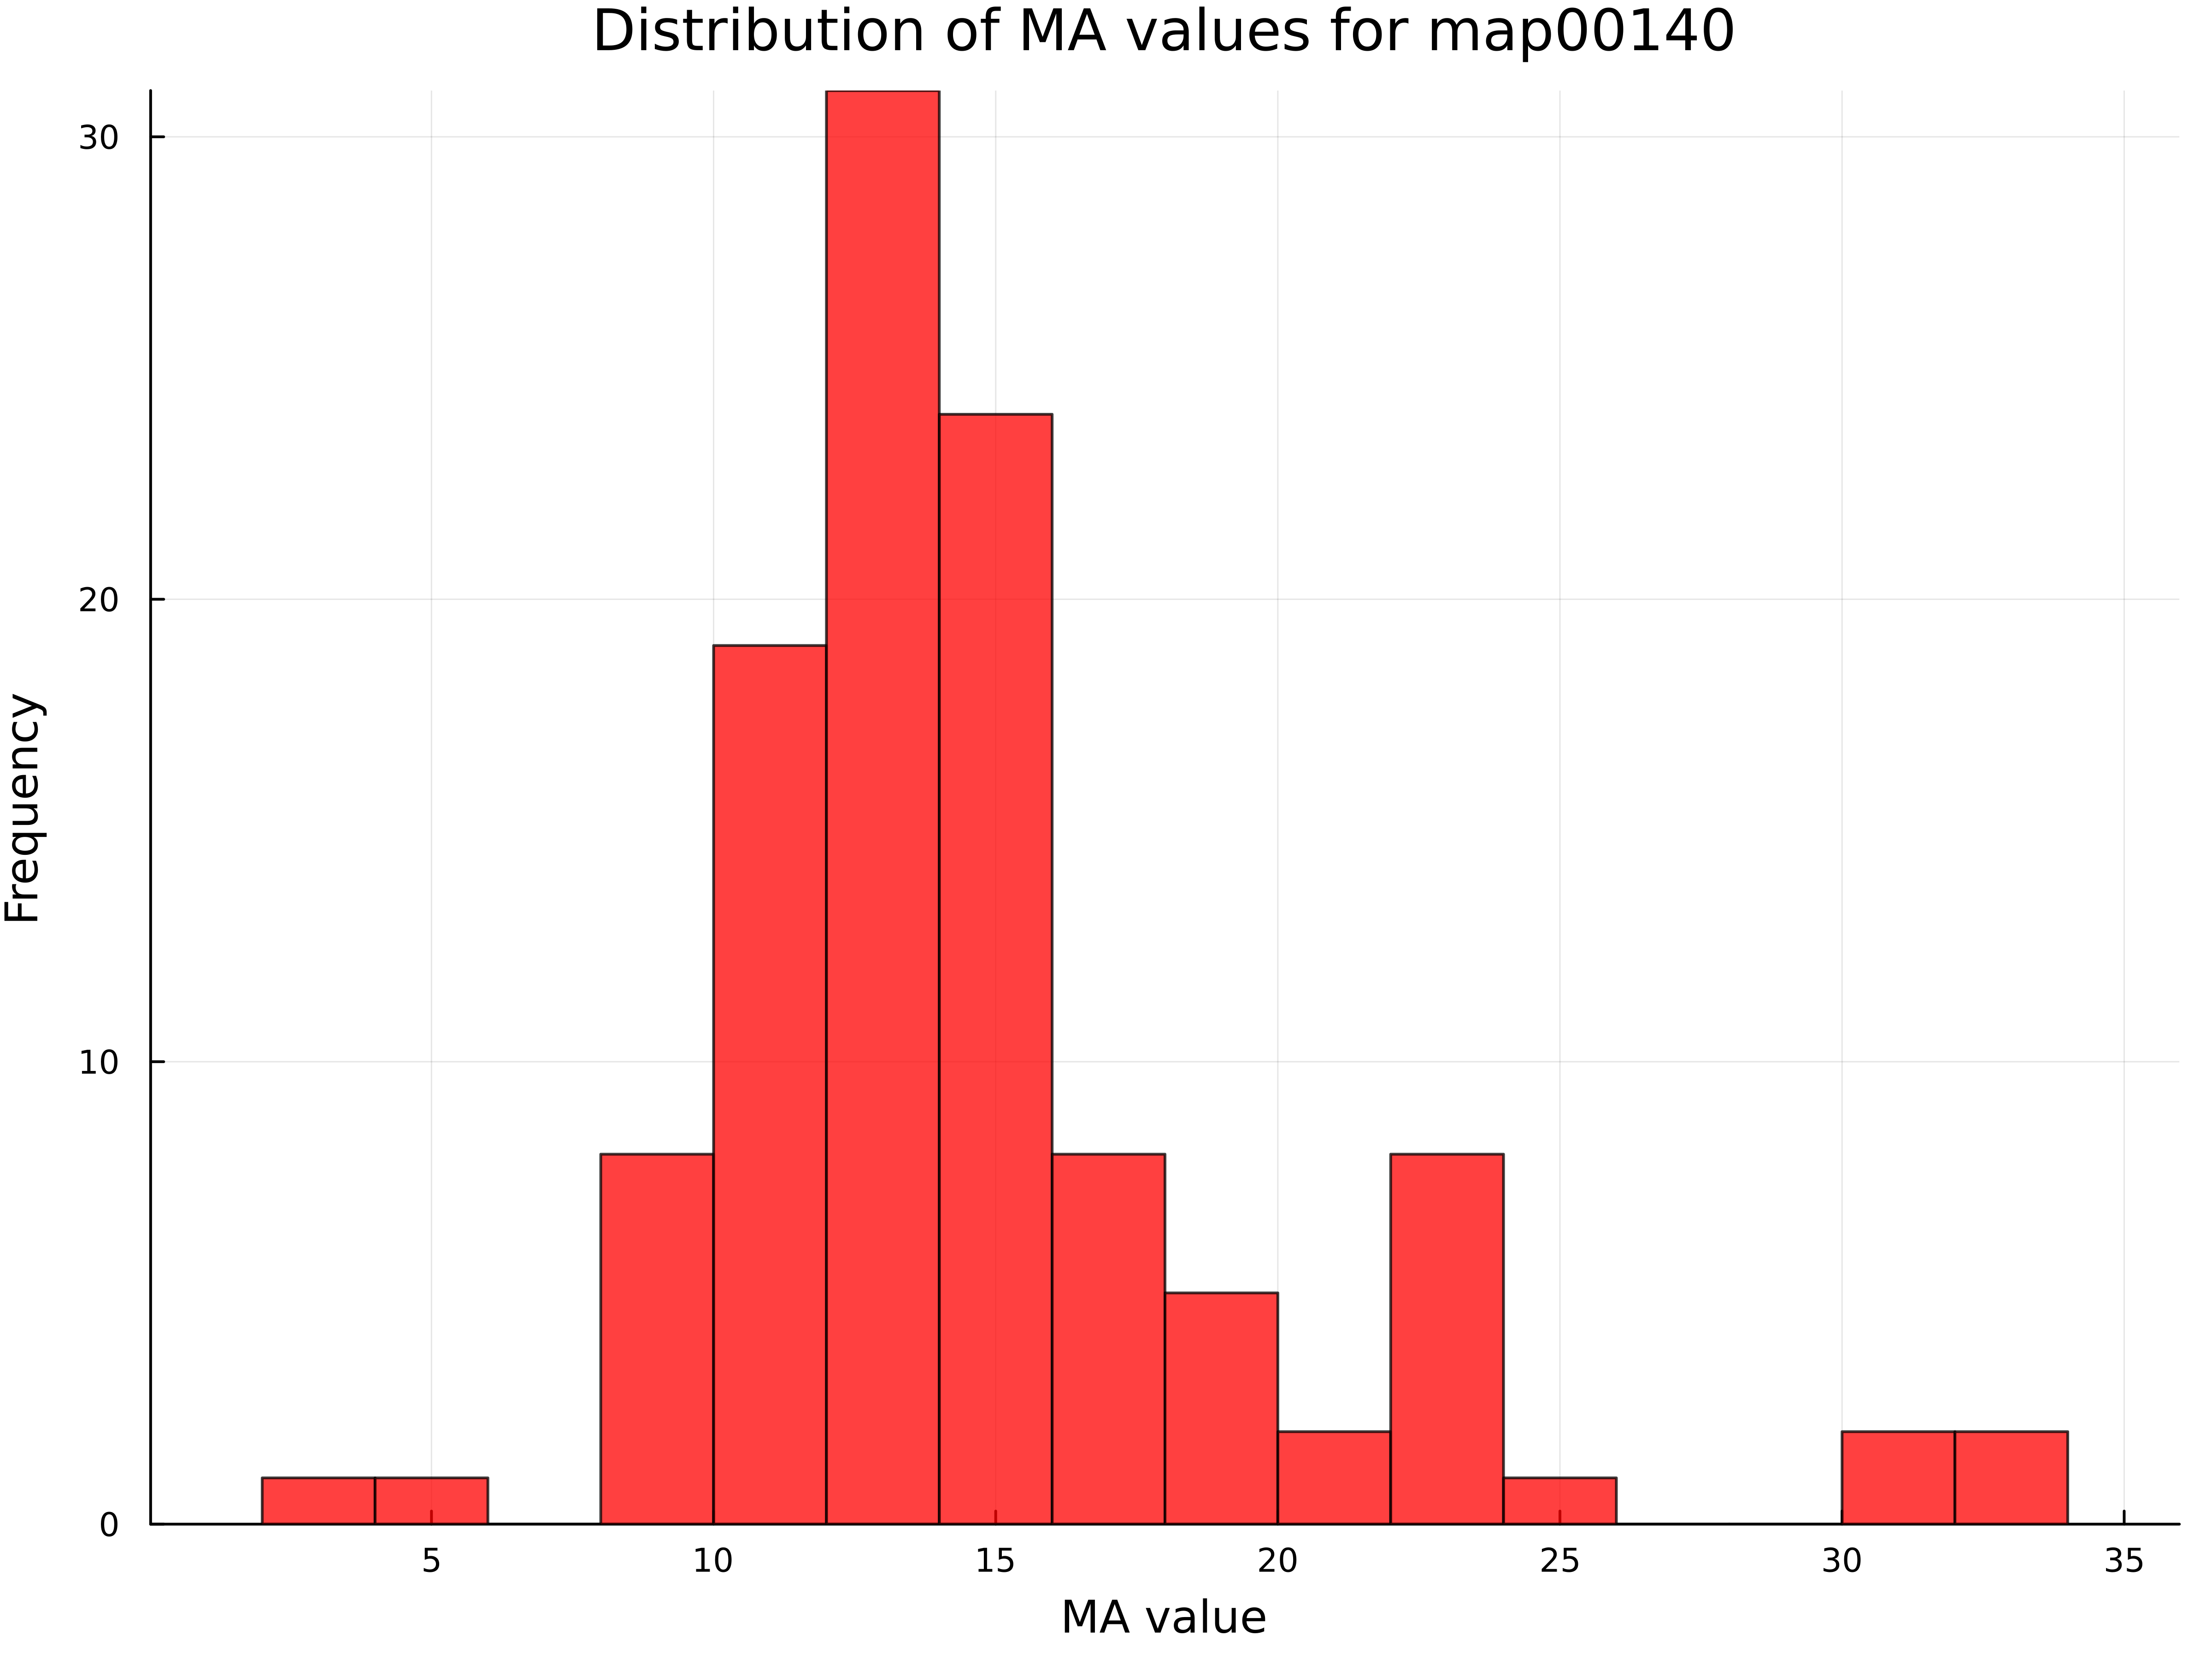 Distribution of MA values for map00140
30
20
10
0
Frequency
5 10 15 20 25 30 35
MA value